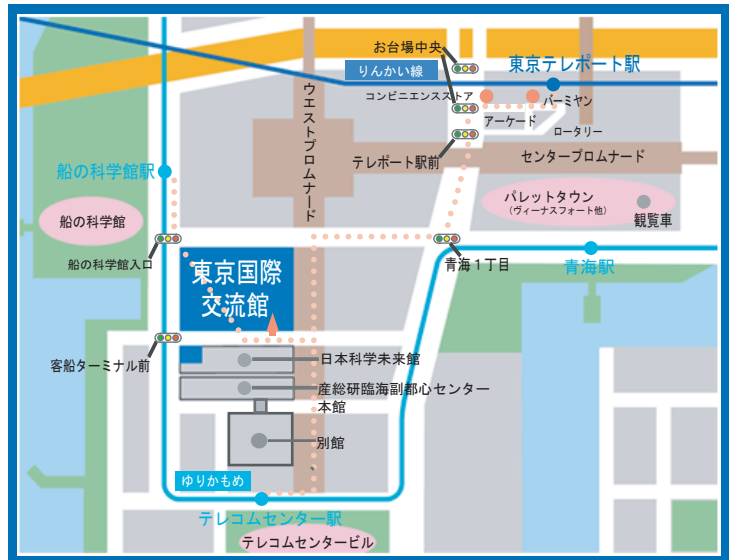 お台場中央
りんかい線
東京テレポート駅
コンビニエンスストア
バーミヤン
アーケード
ロータリー
ウエストプロムナード
テレポート駅前
センタープロムナード
船の科学館駅
パレットタウン
(ヴィーナスフォート他)
観覧車
船の科学館
船の科学館入口
東京国際
交流館
青海1丁目
青海駅
客船ターミナル前
日本科学未来館
産総研臨海副都心センター
本館
別館
ゆりかもめ
テレコムセンター駅
テレコムセンタービル